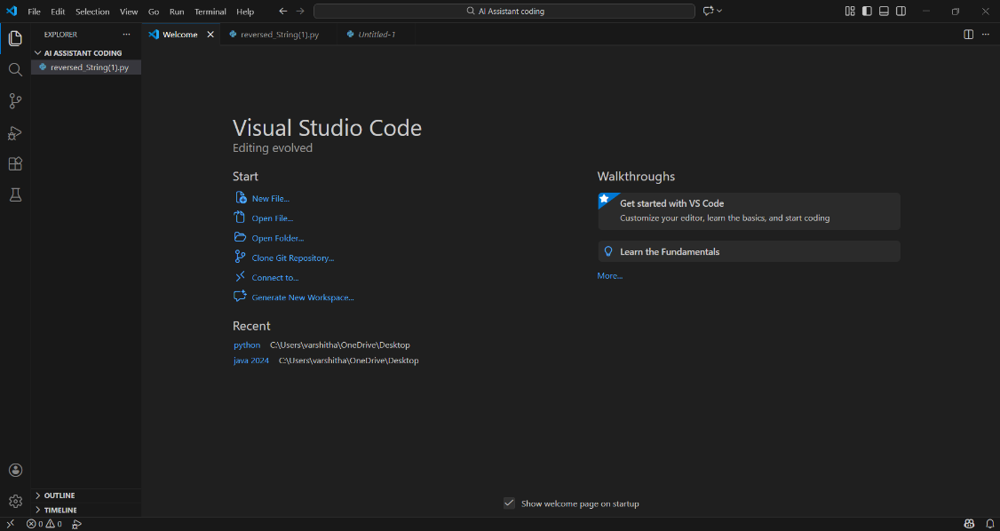 File Edit Selection View Go Run Terminal Help
AI Assistant coding
EXPLORER
Welcome
reversed_String(1).py
Untitled-1
AI ASSISTANT CODING
reversed_String(1).py
Visual Studio Code
Editing evolved
Start
New File...
Open File...
Open Folder...
Clone Git Repository...
Connect to...
Generate New Workspace...
Recent
python C:\Users\varshitha\OneDrive\Desktop
java 2024 C:\Users\varshitha\OneDrive\Desktop
Walkthroughs
Get started with VS Code
Customize your editor, learn the basics, and start coding
Learn the Fundamentals
More...
OUTLINE
TIMELINE
Show welcome page on startup
0 0